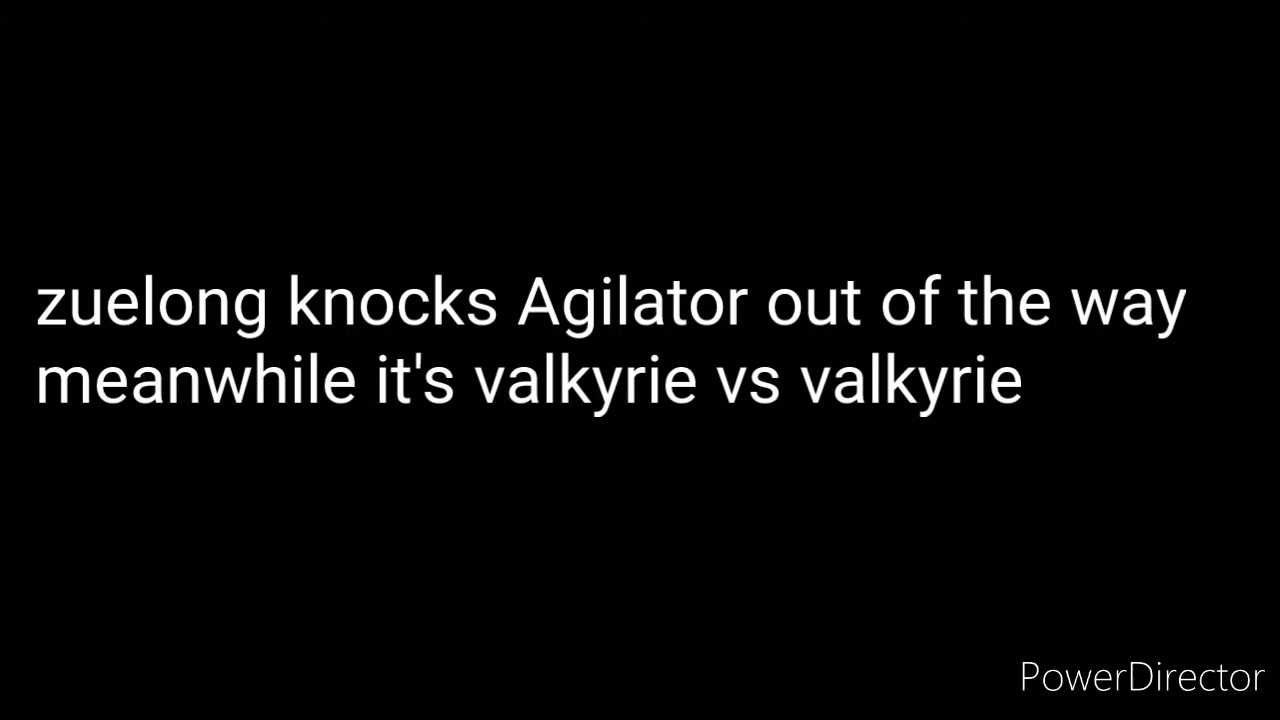 zuelong knocks Agilator out of the way
meanwhile it's valkyrie vs valkyrie
PowerDirector